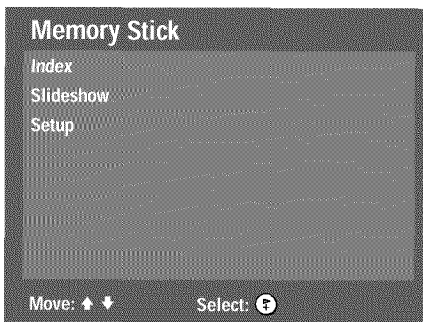 Memory Stick
Index
Slideshow
Setup
Move: ↑ ↓ Select: